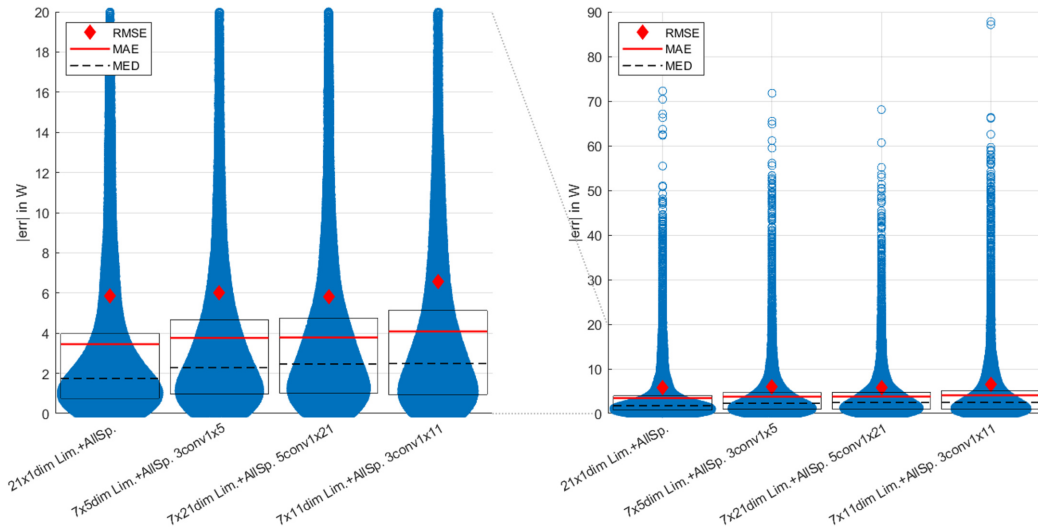 20
18
16
14
12
10
8
6
4
2
0
|err| in W
RMSE
MAE
MED
21x1dim Lim.+AllSp.
7x5dim Lim.+AllSp. 3conv1x5
7x21dim Lim.+AllSp. 5conv1x21
7x11dim Lim.+AllSp. 3conv1x11
90
80
70
60
50
40
30
20
10
0
|err| in W
RMSE
MAE
MED
21x1dim Lim.+AllSp.
7x5dim Lim.+AllSp. 3conv1x5
7x21dim Lim.+AllSp. 5conv1x21
7x11dim Lim.+AllSp. 3conv1x11